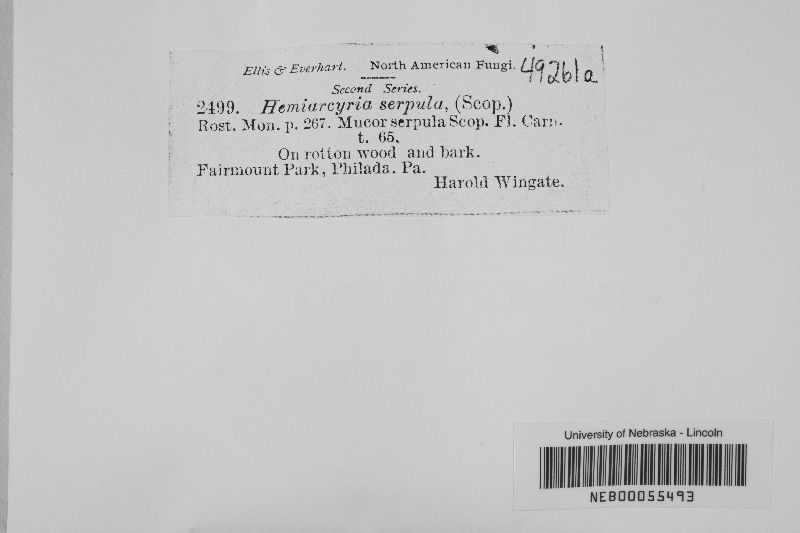 Ellis & Everhart. North American Fungi. 49261a
Second Series.
2499. Hemiarcyria serpula, (Scop.)
Rost. Mon. p. 267. Mucor serpula Scop. Fl. Carn.
t. 65.
On rotton wood and bark.
Fairmount Park, Philada. Pa.
Harold Wingate.
University of Nebraska - Lincoln
NEB00055493